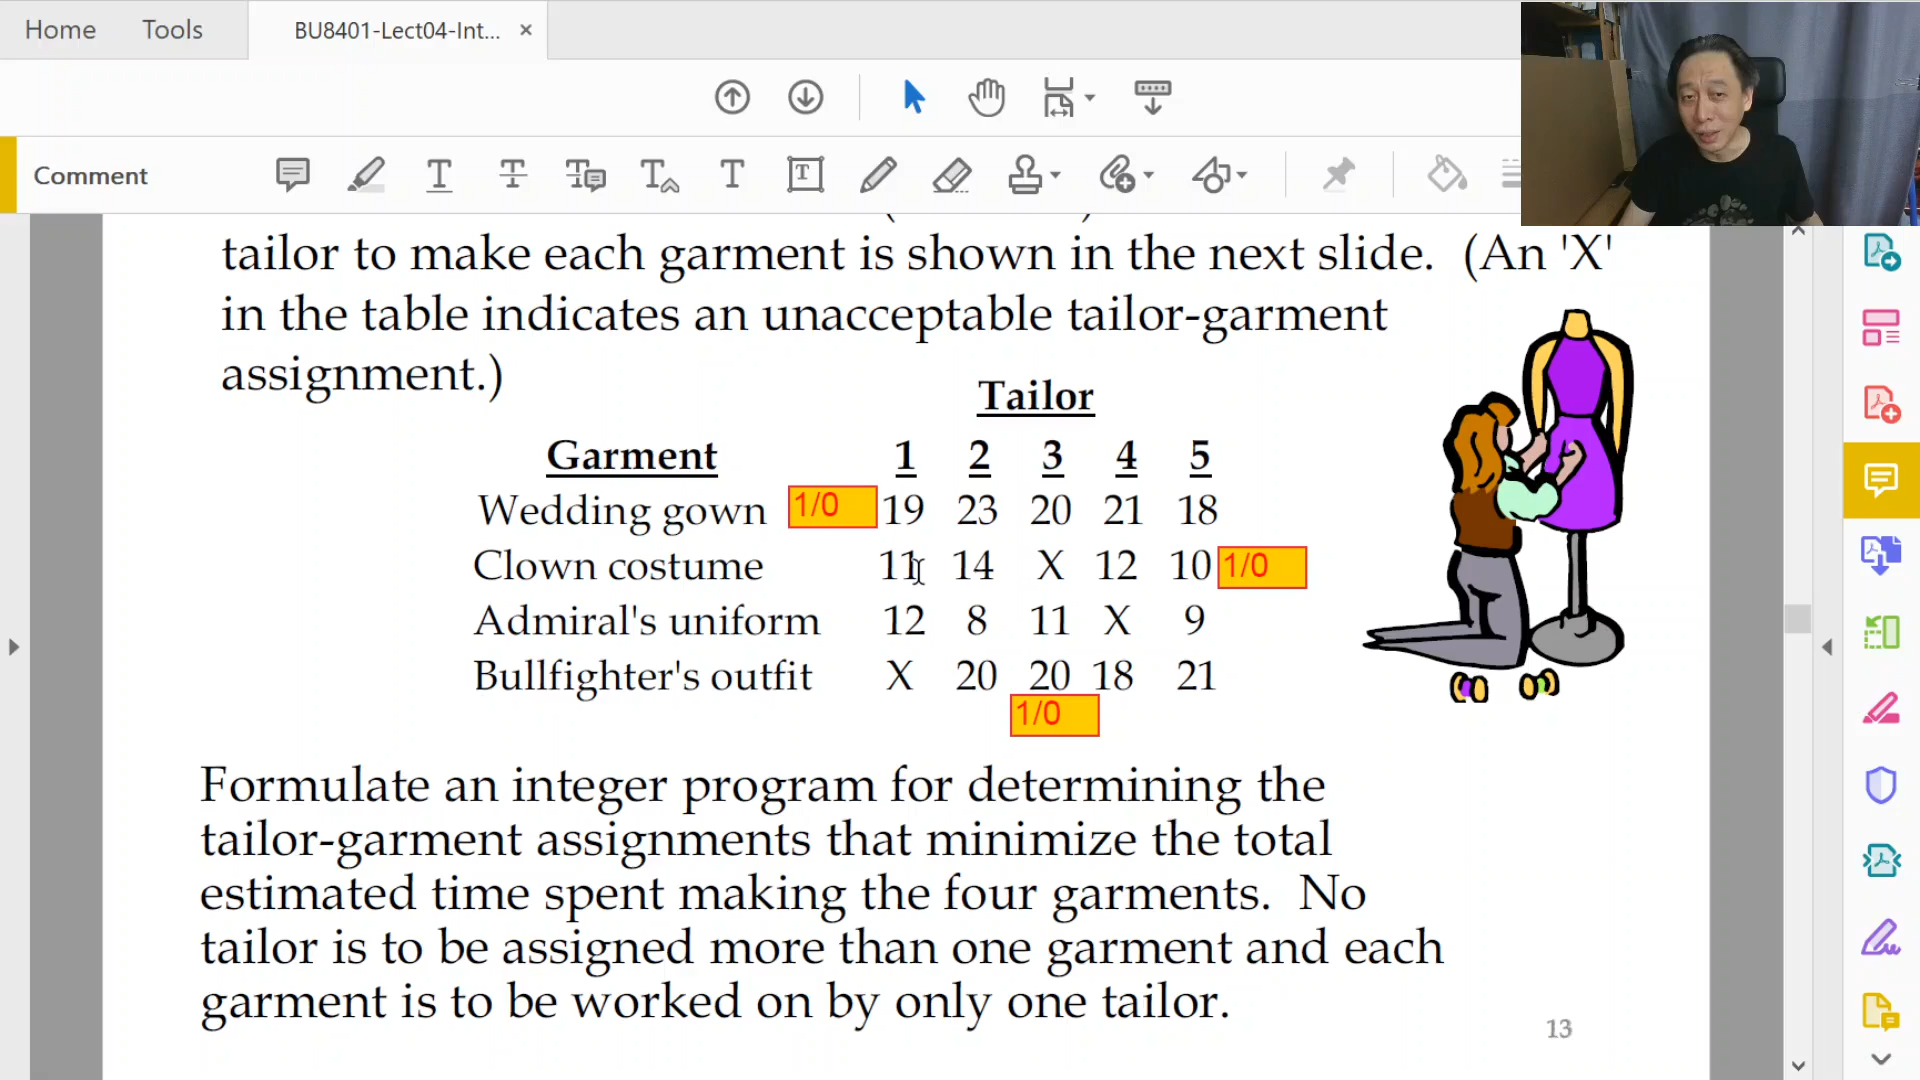 Home Tools BU8401-Lect04-Int... ×
Comment
tailor to make each garment is shown in the next slide. (An 'X'
in the table indicates an unacceptable tailor-garment
assignment.)
Tailor
Garment 1 2 3 4 5
Wedding gown 1/0 19 23 20 21 18
Clown costume 11 14 X 12 10 1/0
Admiral's uniform 12 8 11 X 9
Bullfighter's outfit X 20 20 18 21
1/0
Formulate an integer program for determining the
tailor-garment assignments that minimize the total
estimated time spent making the four garments. No
tailor is to be assigned more than one garment and each
garment is to be worked on by only one tailor.
13